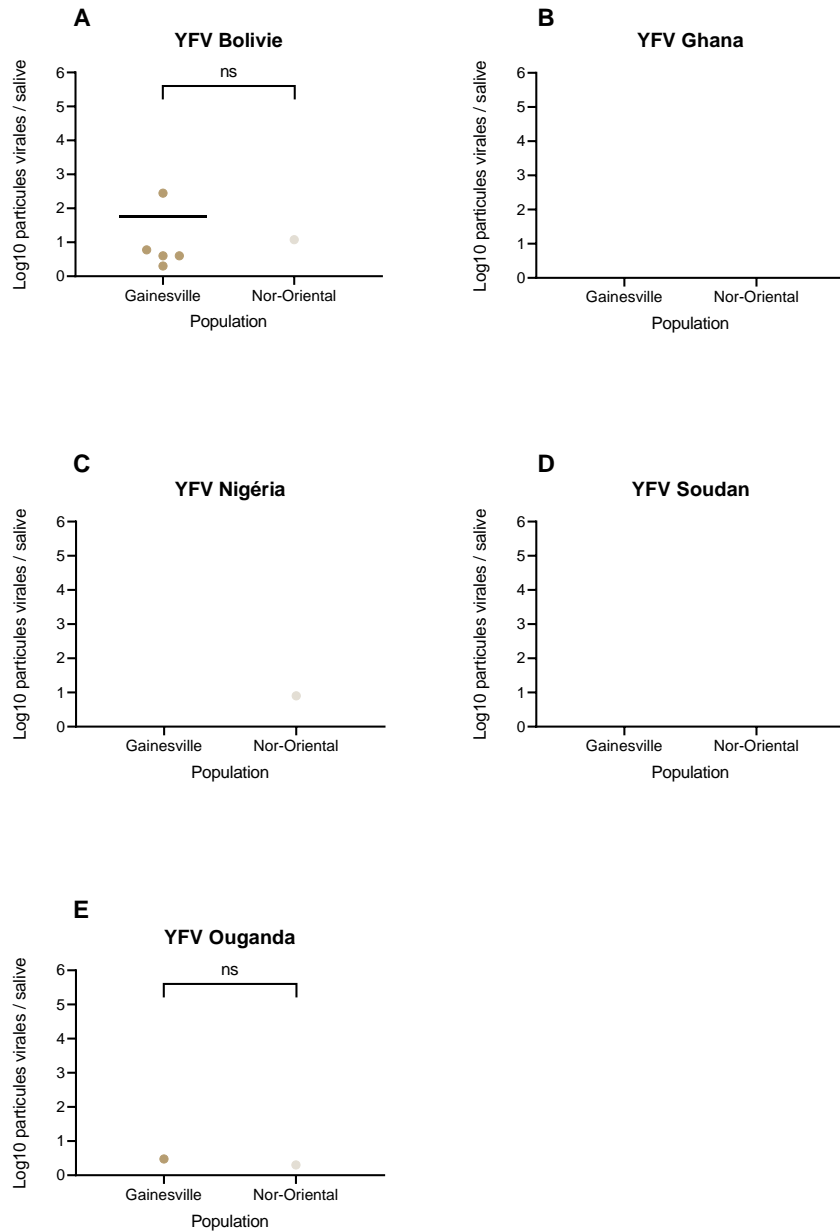 A
YFV Bolivie
Log10 particules virales / salive
6
5
4
3
2
1
0
ns
Gainesville Nor-Oriental
Population
B
YFV Ghana
Log10 particules virales / salive
6
5
4
3
2
1
0
Gainesville Nor-Oriental
Population
C
YFV Nigéria
Log10 particules virales / salive
6
5
4
3
2
1
0
Gainesville Nor-Oriental
Population
D
YFV Soudan
Log10 particules virales / salive
6
5
4
3
2
1
0
Gainesville Nor-Oriental
Population
E
YFV Ouganda
Log10 particules virales / salive
6
5
4
3
2
1
0
ns
Gainesville Nor-Oriental
Population